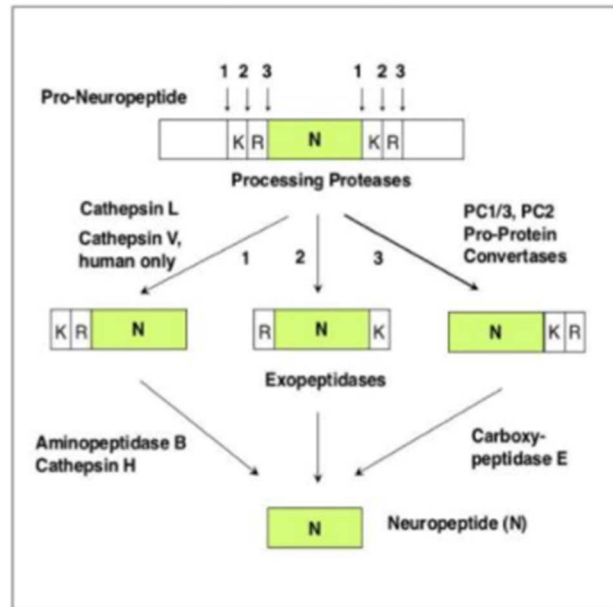 1 2 3 1 2 3
Pro-Neuropeptide
K R N K R
Processing Proteases
Cathepsin L
Cathepsin V,
human only
PC1/3, PC2
Pro-Protein
Convertases
1 2 3
K R N
R N K
N K R
Exopeptidases
Aminopeptidase B
Cathepsin H
Carboxy-
peptidase E
N
Neuropeptide (N)